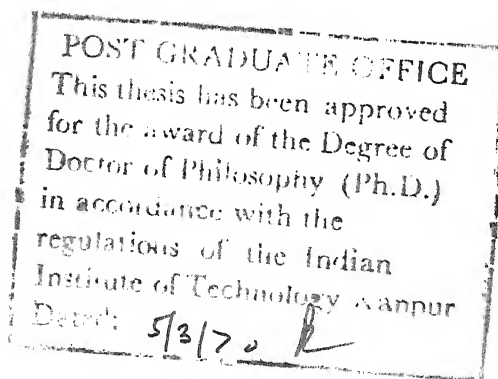 POST GRADUATE OFFICE
This thesis has been approved
for the award of the Degree of
Doctor of Philosophy (Ph.D.)
in accordance with the
regulations of the Indian
Institute of Technology Kanpur
Dated: 5/3/70